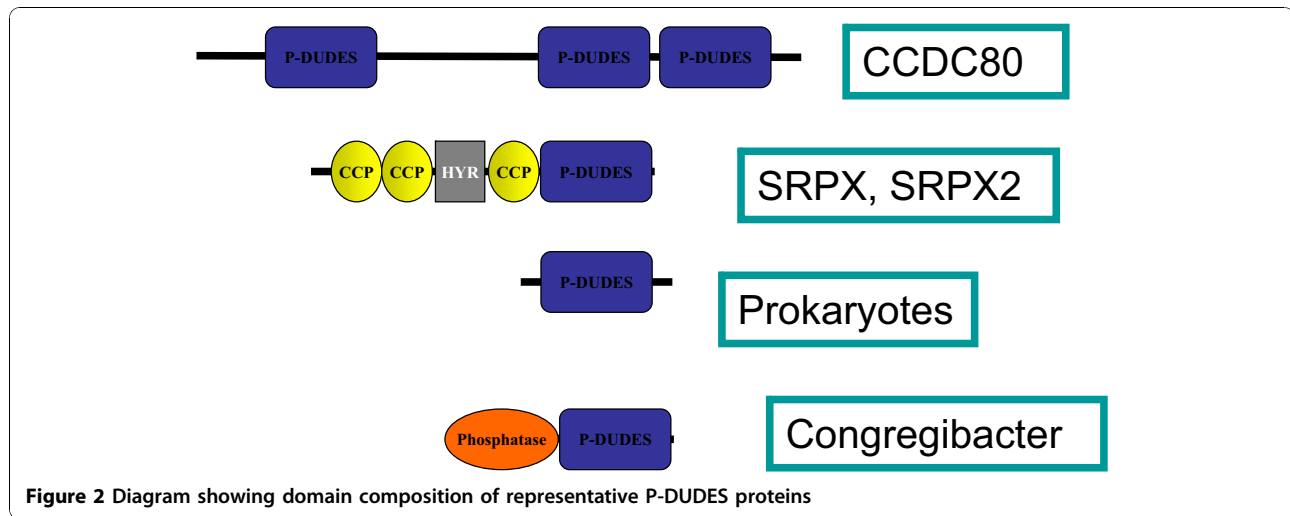 P-DUDES P-DUDES P-DUDES CCDC80
CCP CCP HYR CCP P-DUDES SRPX, SRPX2
P-DUDES Prokaryotes
Phosphatase P-DUDES Congregibacter
Figure 2 Diagram showing domain composition of representative P-DUDES proteins